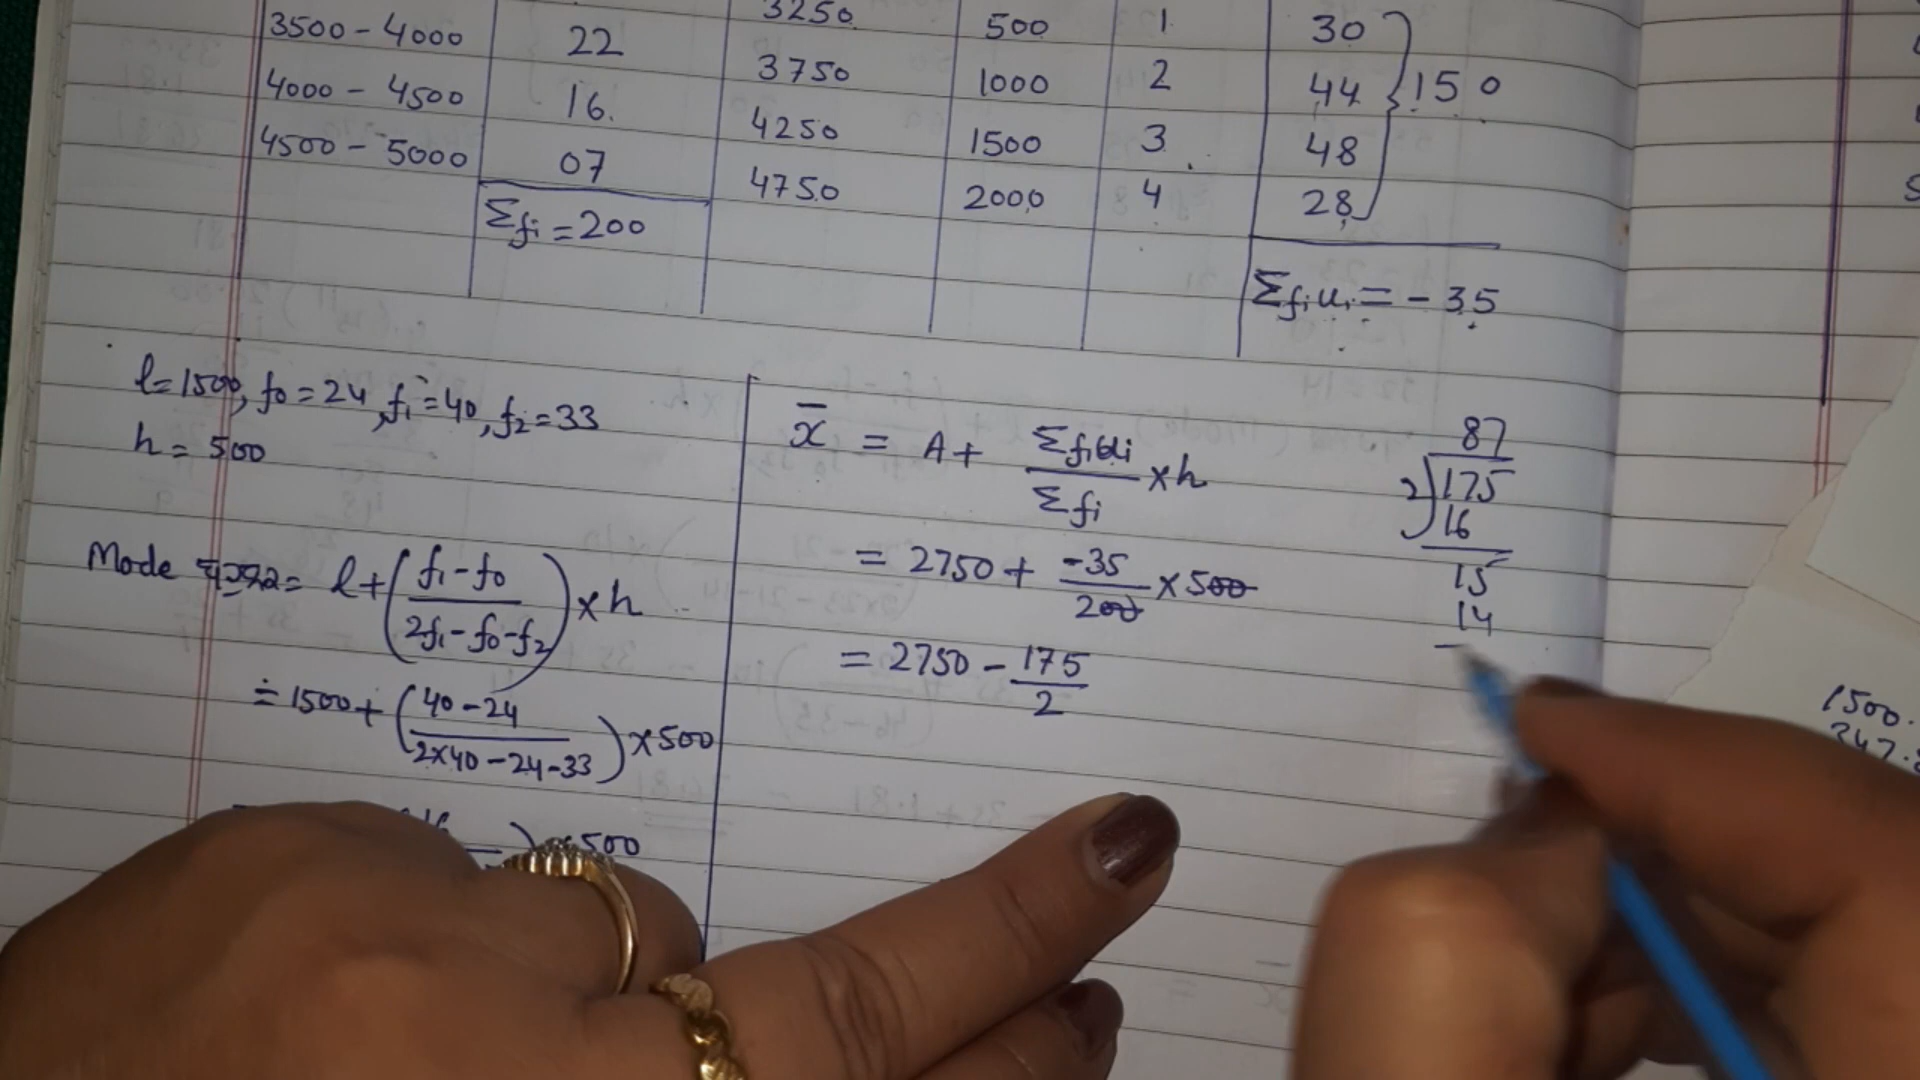 3250 500 1 30
3500 - 4000 22 3750 1000 2 44 150
4000 - 4500 16. 4250 1500 3 48
4500 - 5000 07 4750 2000 4 28
Σfi = 200
Σfiui = - 35
l = 1500, f0 = 24, f1 = 40, f2 = 33
h = 500
Mode = l + (f1 - f0 / 2f1 - f0 - f2) × h
= 1500 + (40 - 24 / 2×40 - 24 - 33) × 500
16 ) × 500
x̄ = A + Σfiui / Σfi × h
= 2750 + -35 / 200 × 500
= 2750 - 175 / 2
87
2 175
16
15
14
1500.